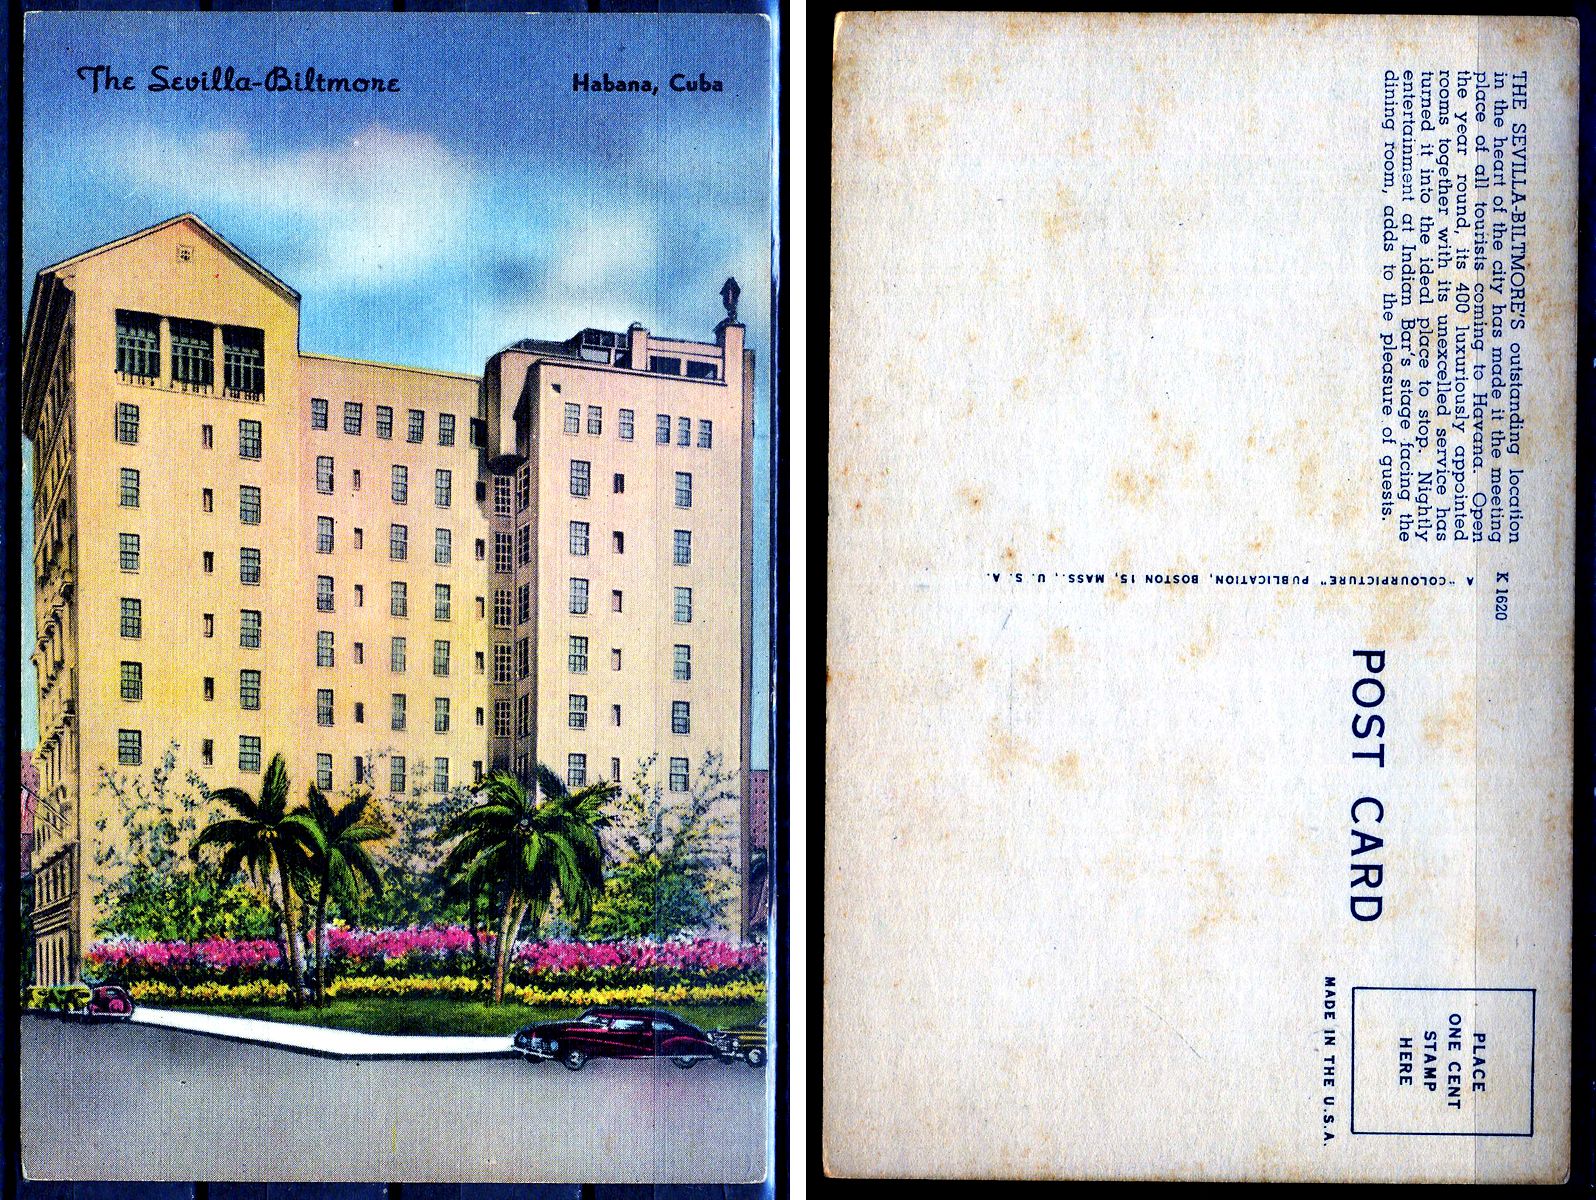 The Sevilla-Biltmore
Habana, Cuba
THE SEVILLA-BILTMORE'S outstanding location
in the heart of the city has made it the meeting
place of all tourists coming to Havana. Open
the year round, its 400 luxuriously appointed
rooms together with its unexcelled service has
turned it into the ideal place to stop. Nightly
entertainment at Indian Bar's stage facing the
dining room, adds to the pleasure of guests.
K 1620
A "COLOURPICTURE" PUBLICATION, BOSTON 15, MASS., U. S. A.
POST CARD
PLACE
ONE CENT
STAMP
HERE
MADE IN THE U.S.A.